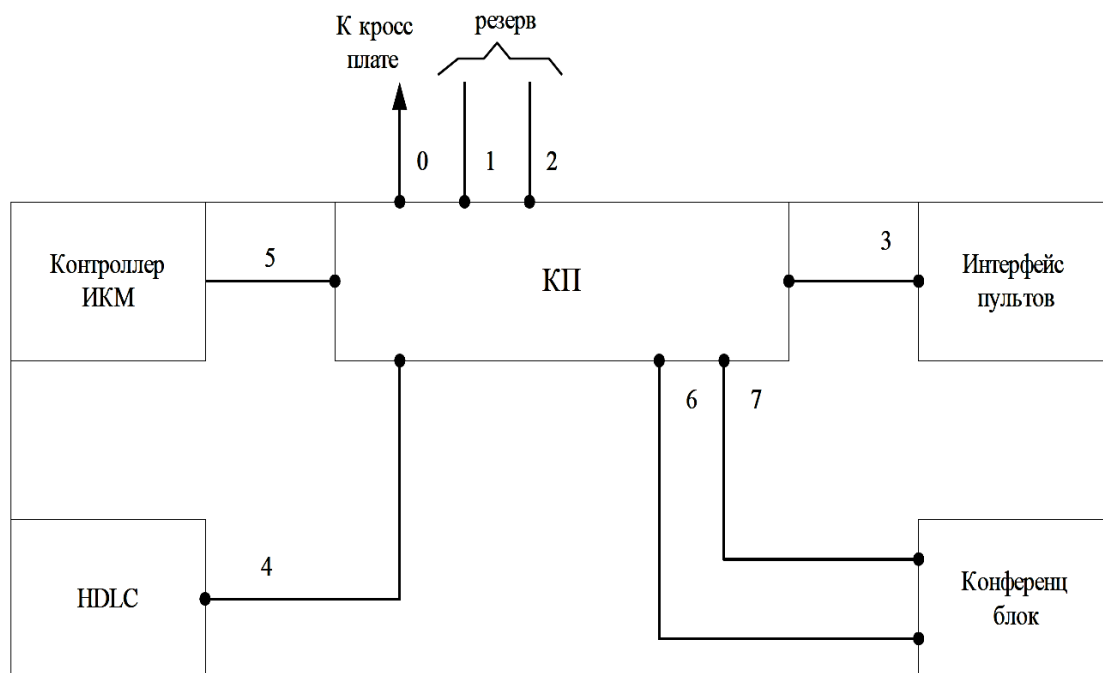 К кросс
плате
резерв
0
1
2
Контроллер
ИКМ
5
КП
3
Интерфейс
пультов
6
7
HDLC
4
Конференц
блок